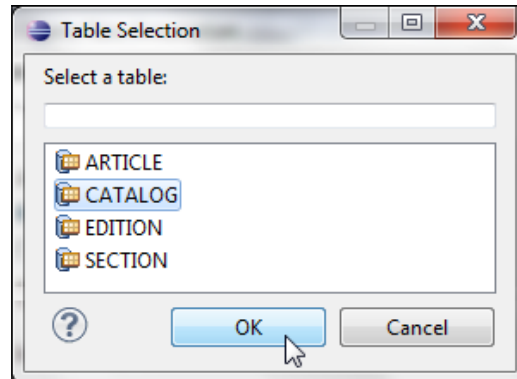 Table Selection
Select a table:
ARTICLE
CATALOG
EDITION
SECTION
OK
Cancel